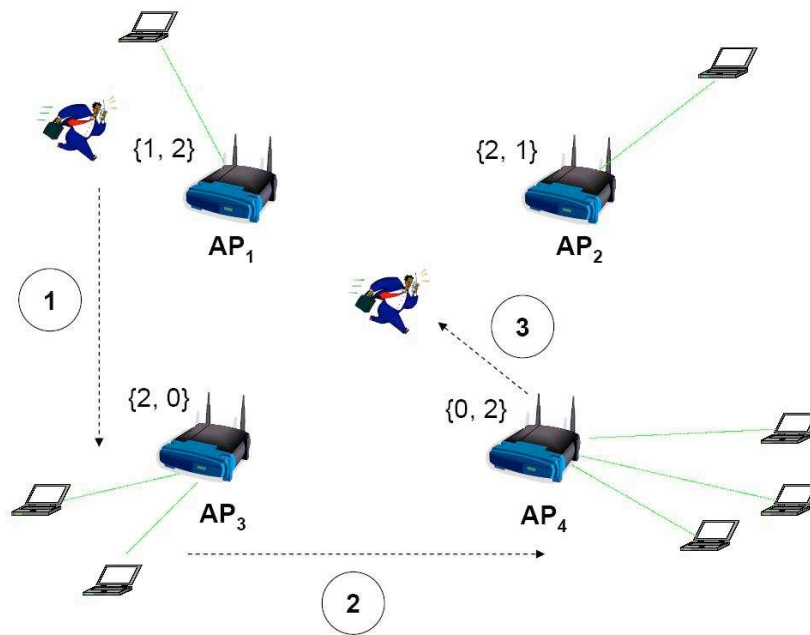 {1, 2}
{2, 1}
AP1
AP2
1
3
{2, 0}
{0, 2}
AP3
AP4
2